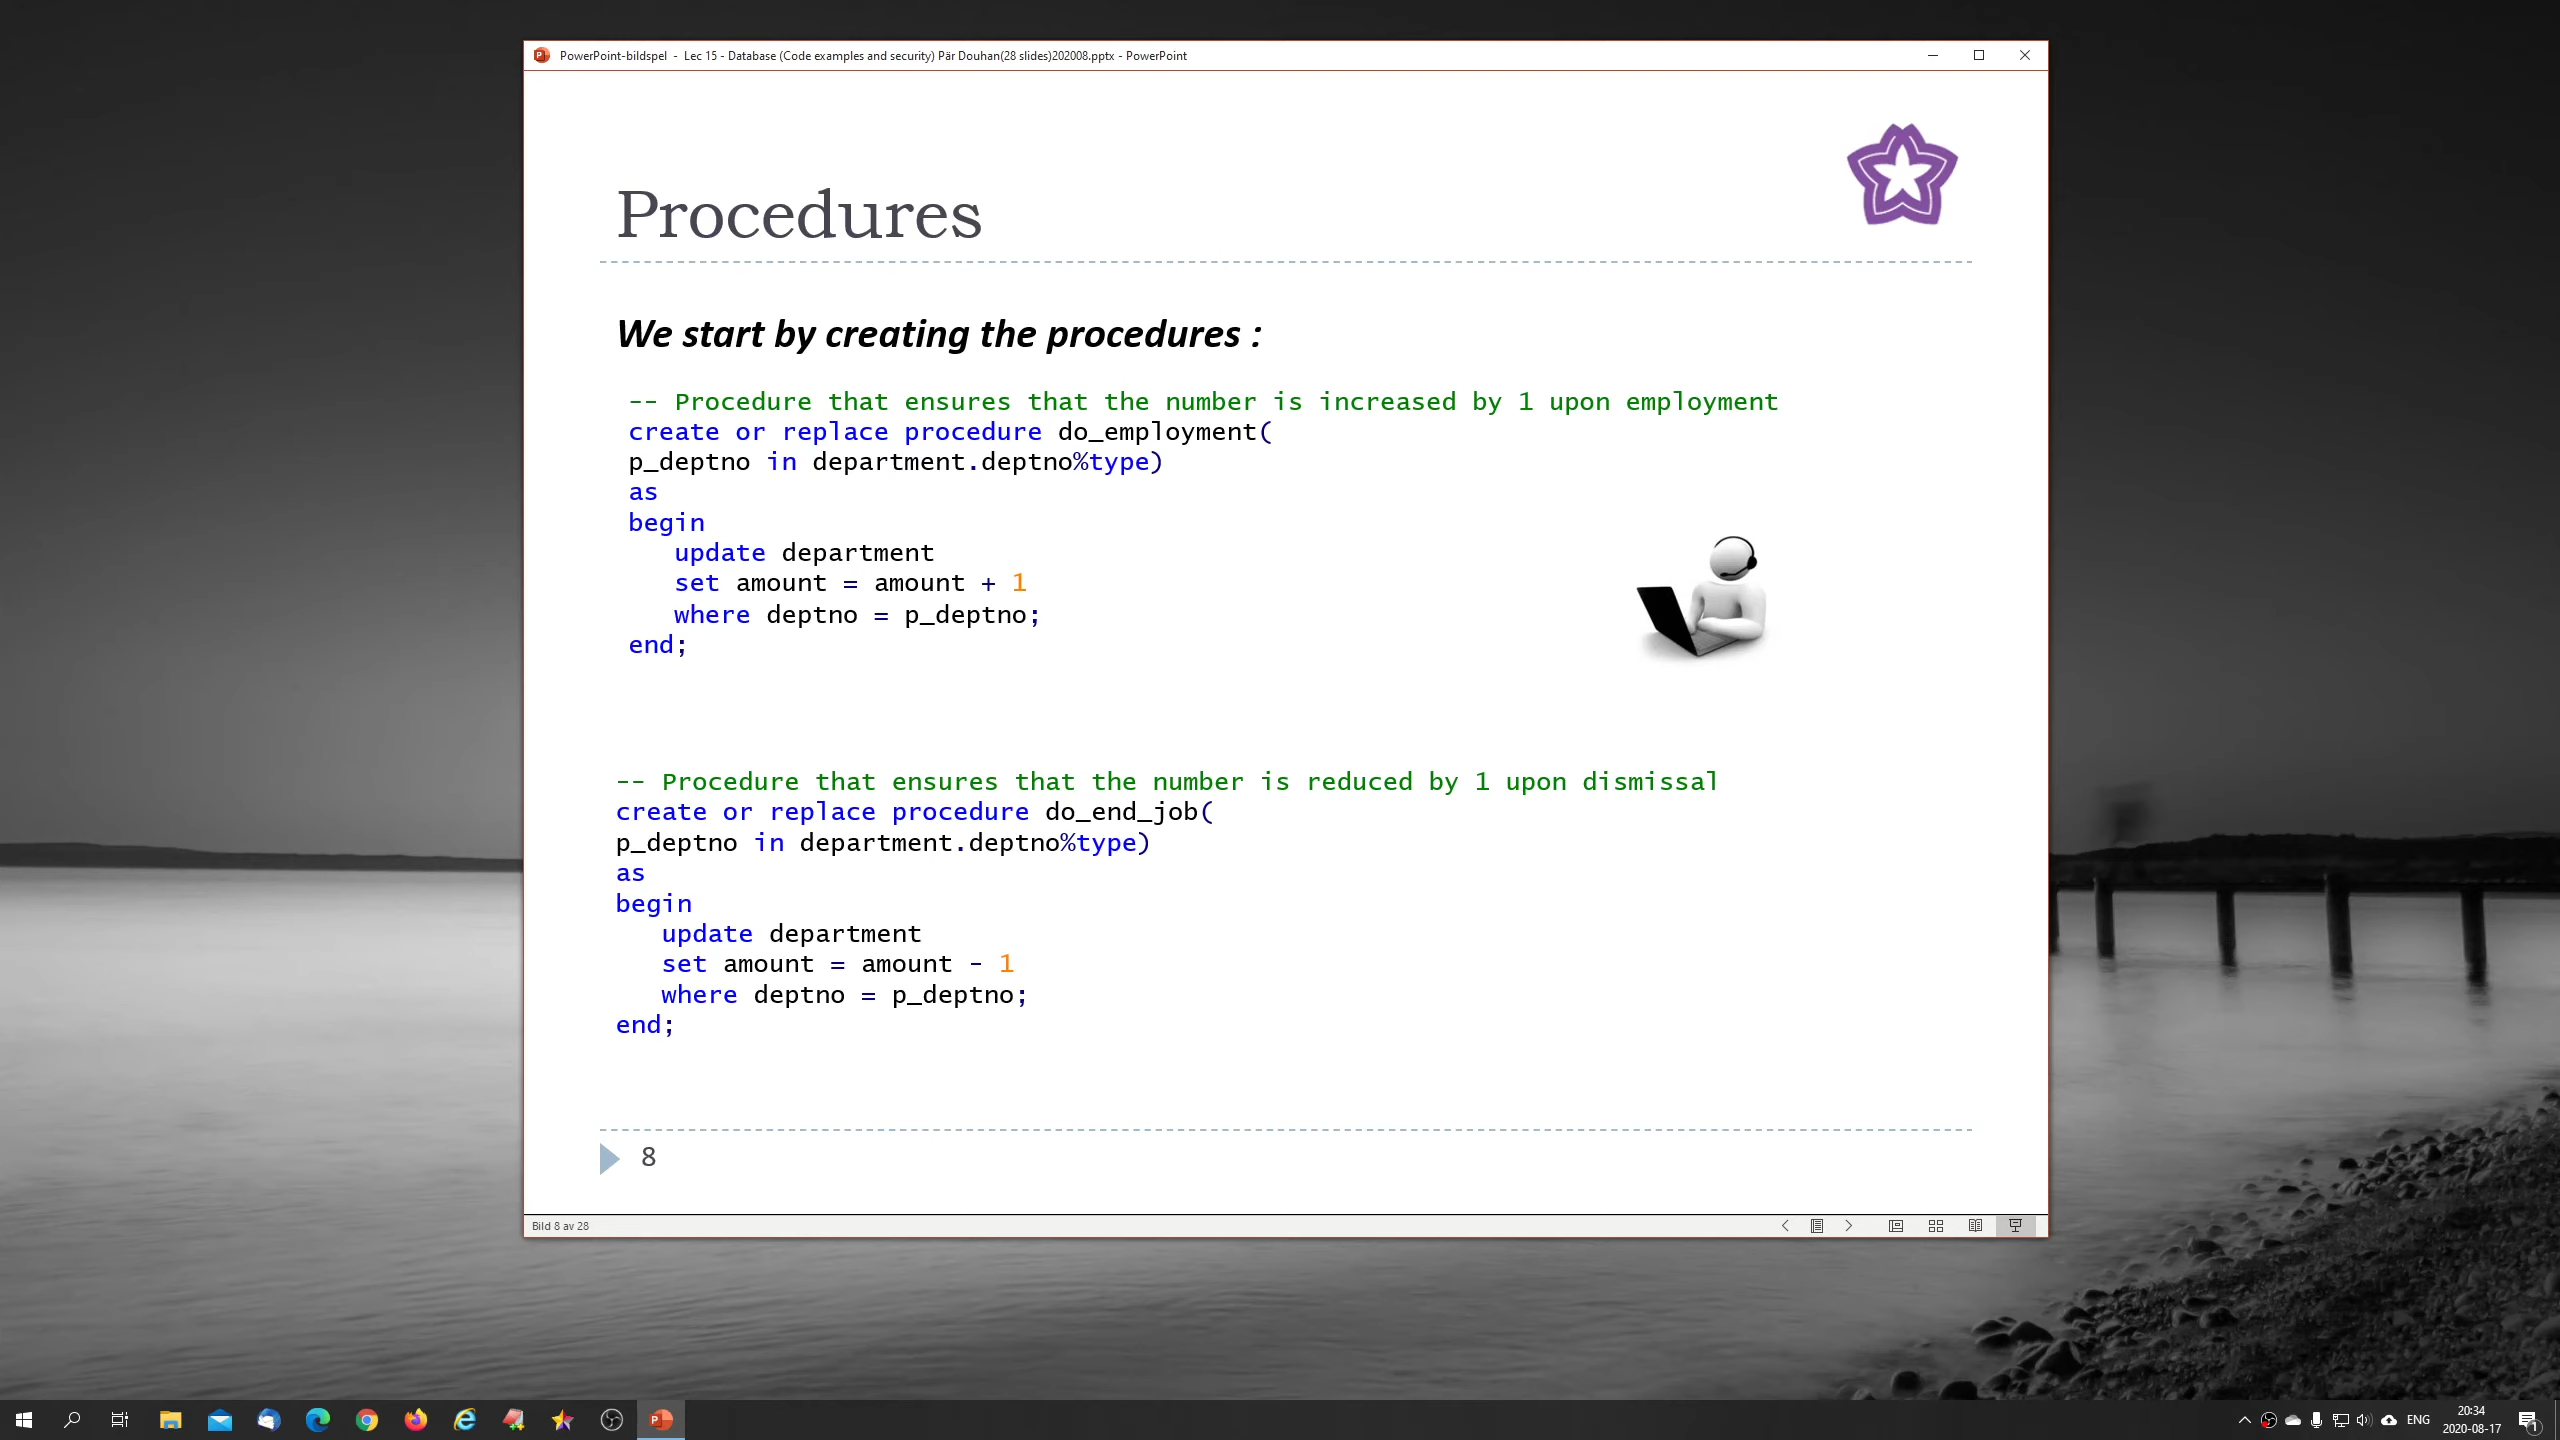 PowerPoint-bildspel - Lec 15 - Database (Code examples and security) Pär Douhan(28 slides)202008.pptx - PowerPoint
Procedures
We start by creating the procedures :
-- Procedure that ensures that the number is increased by 1 upon employment
create or replace procedure do_employment(
p_deptno in department.deptno%type)
as
begin
update department
set amount = amount + 1
where deptno = p_deptno;
end;
-- Procedure that ensures that the number is reduced by 1 upon dismissal
create or replace procedure do_end_job(
p_deptno in department.deptno%type)
as
begin
update department
set amount = amount - 1
where deptno = p_deptno;
end;
8
Bild 8 av 28
ENG
20:34
2020-08-17
1